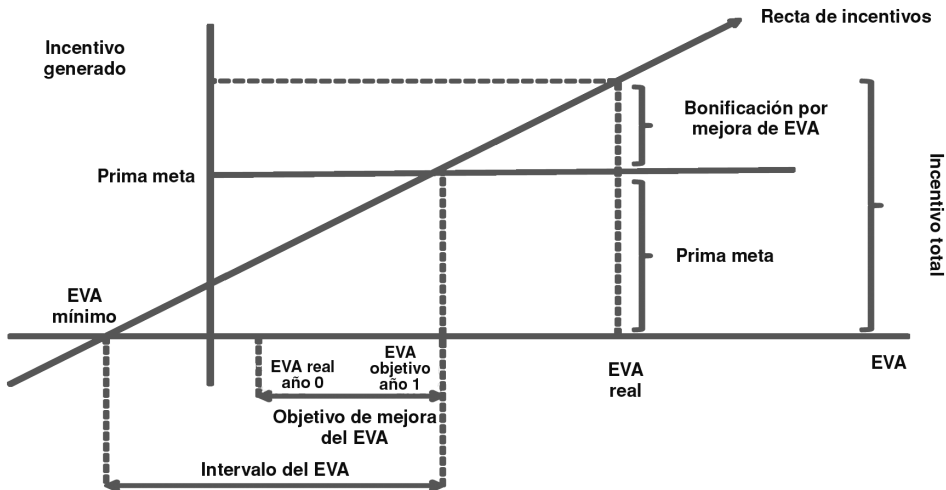 Recta de incentivos
Incentivo
generado
Bonificación por
mejora de EVA
Prima meta
Incentivo total
Prima meta
EVA
mínimo
EVA real
año 0
EVA
objetivo
año 1
EVA
real
EVA
Objetivo de mejora
del EVA
Intervalo del EVA